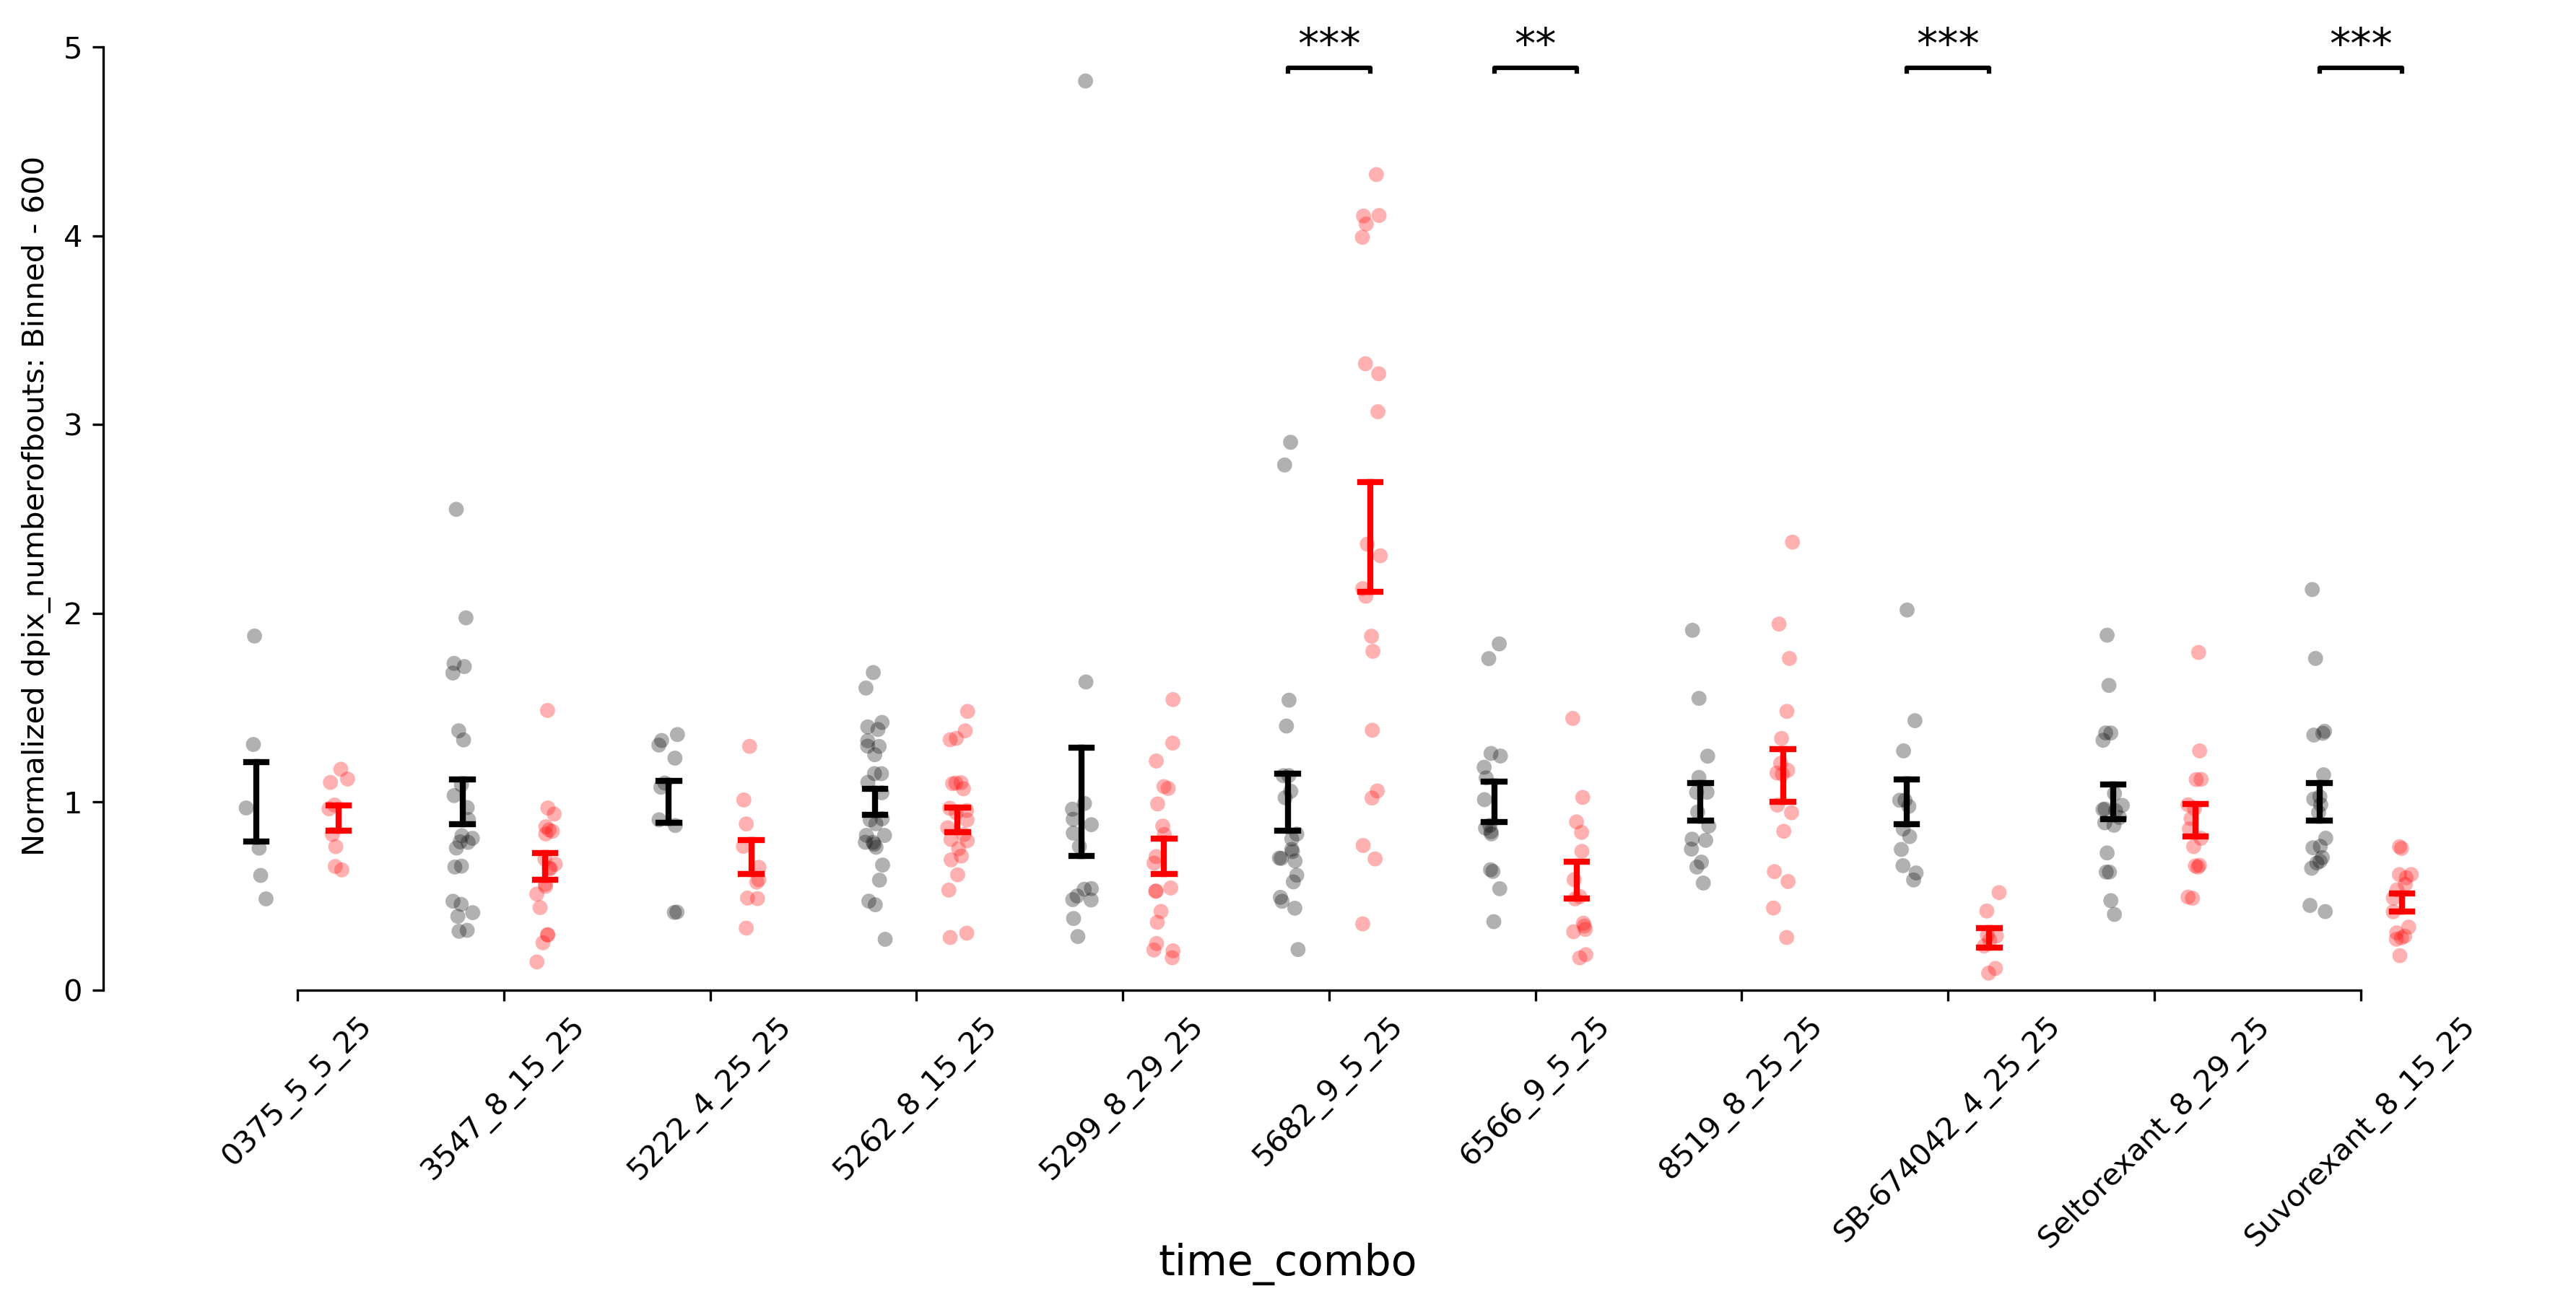 *** ** *** ***
Normalized dpix_numberofbouts: Binned - 600
5
4
3
2
1
0
0375_5_5_25
3547_8_15_25
5222_4_25_25
5262_8_15_25
5299_8_29_25
5682_9_5_25
6566_9_5_25
8519_8_25_25
SB-674042_4_25_25
Seltorexant_8_29_25
Suvorexant_8_15_25
time_combo